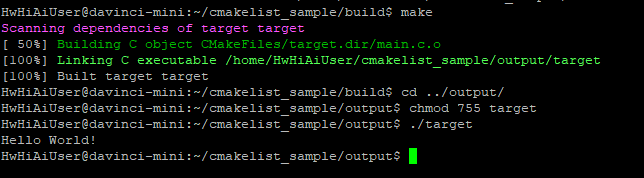 HwHiAiUser@davinci-mini:~/cmakelist_sample/build$ make
Scanning dependencies of target target
[ 50%] Building C object CMakeFiles/target.dir/main.c.o
[100%] Linking C executable /home/HwHiAiUser/cmakelist_sample/output/target
[100%] Built target target
HwHiAiUser@davinci-mini:~/cmakelist_sample/build$ cd ../output/
HwHiAiUser@davinci-mini:~/cmakelist_sample/output$ chmod 755 target
HwHiAiUser@davinci-mini:~/cmakelist_sample/output$ ./target
Hello World!
HwHiAiUser@davinci-mini:~/cmakelist_sample/output$